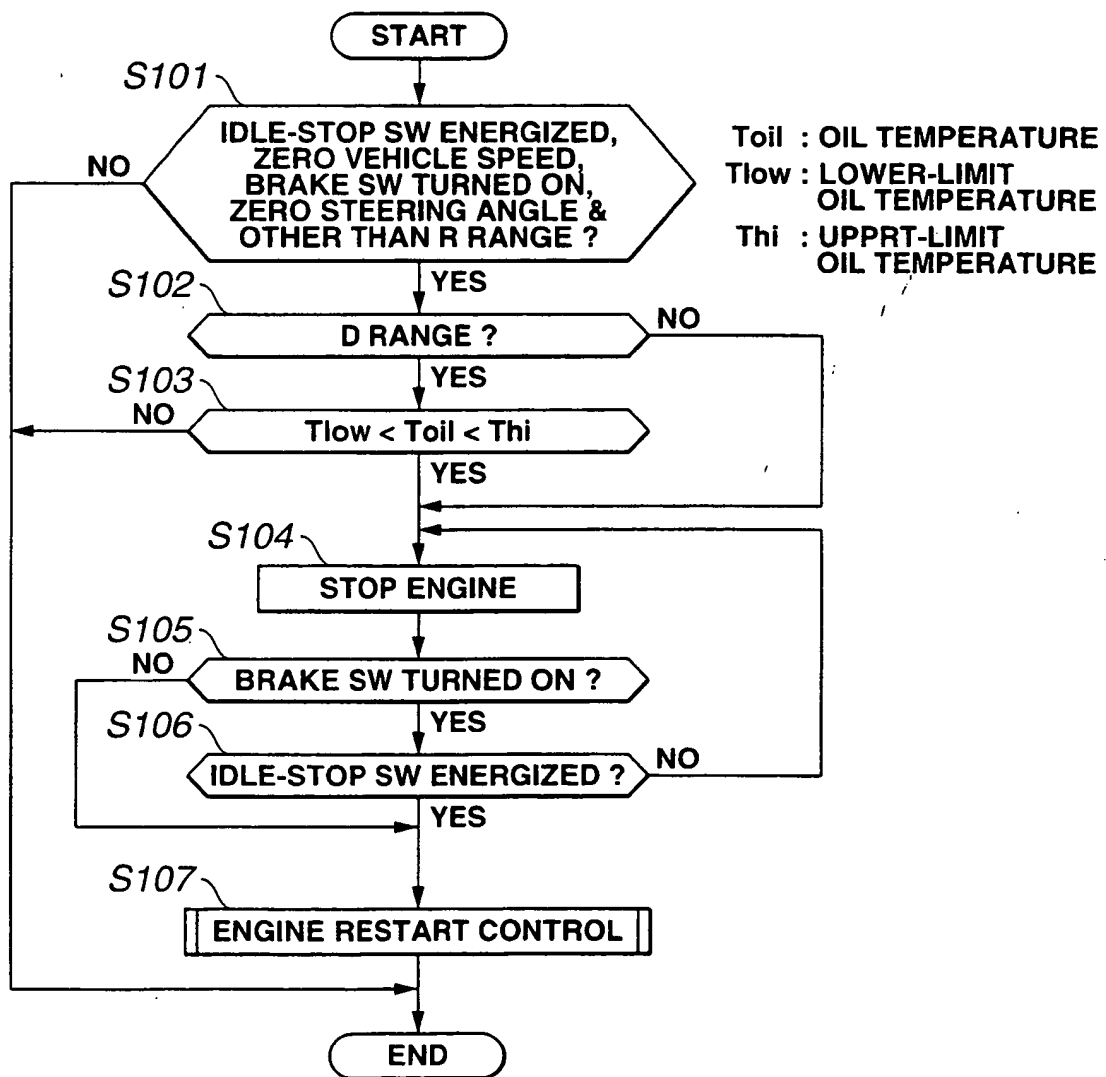 START
S101
IDLE-STOP SW ENERGIZED,
ZERO VEHICLE SPEED,
BRAKE SW TURNED ON,
ZERO STEERING ANGLE &
OTHER THAN R RANGE ?
NO
YES
Toil : OIL TEMPERATURE
Tlow : LOWER-LIMIT
OIL TEMPERATURE
Thi : UPPRT-LIMIT
OIL TEMPERATURE
S102
D RANGE ?
NO
YES
S103
NO
Tlow < Toil < Thi
YES
S104
STOP ENGINE
S105
NO
BRAKE SW TURNED ON ?
YES
S106
IDLE-STOP SW ENERGIZED ?
NO
YES
S107
ENGINE RESTART CONTROL
END